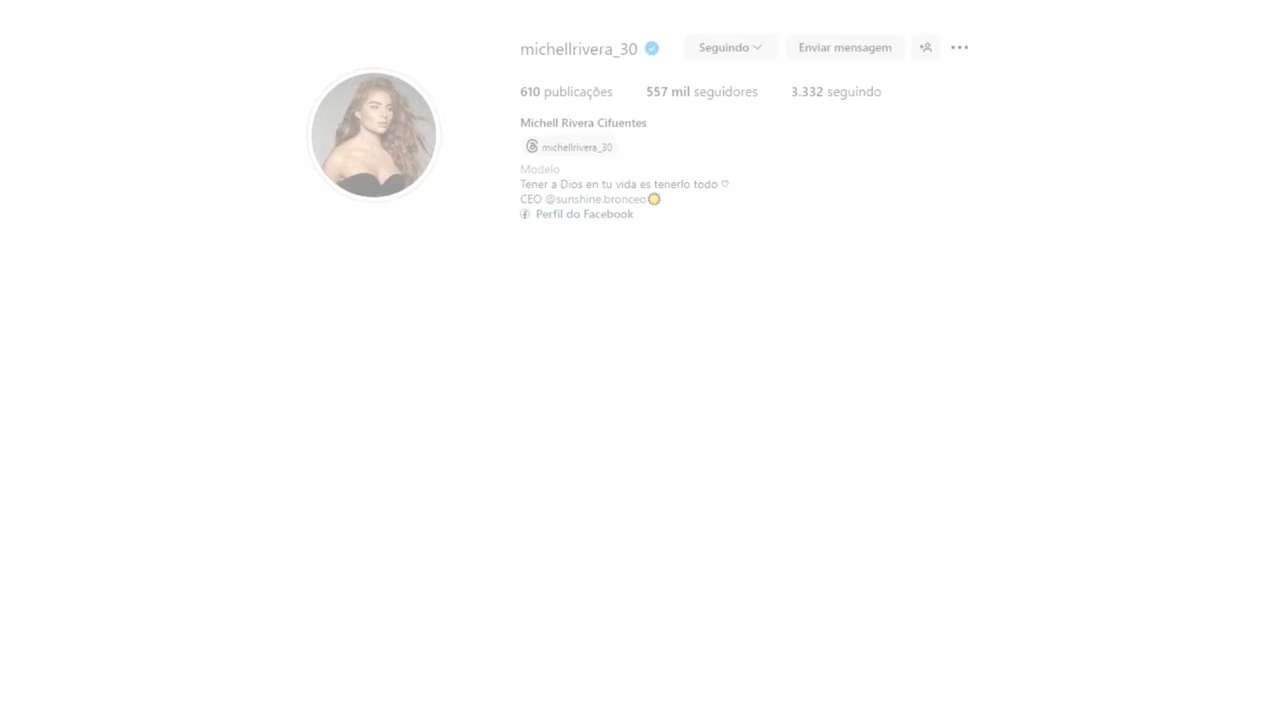 michellrivera_30 Seguindo Enviar mensagem
610 publicações 557 mil seguidores 3.332 seguindo
Michell Rivera Cifuentes
michellrivera_30
Modelo
Tener a Dios en tu vida es tenerlo todo ♡
CEO @sunshine.bronceo🌞
Perfil do Facebook